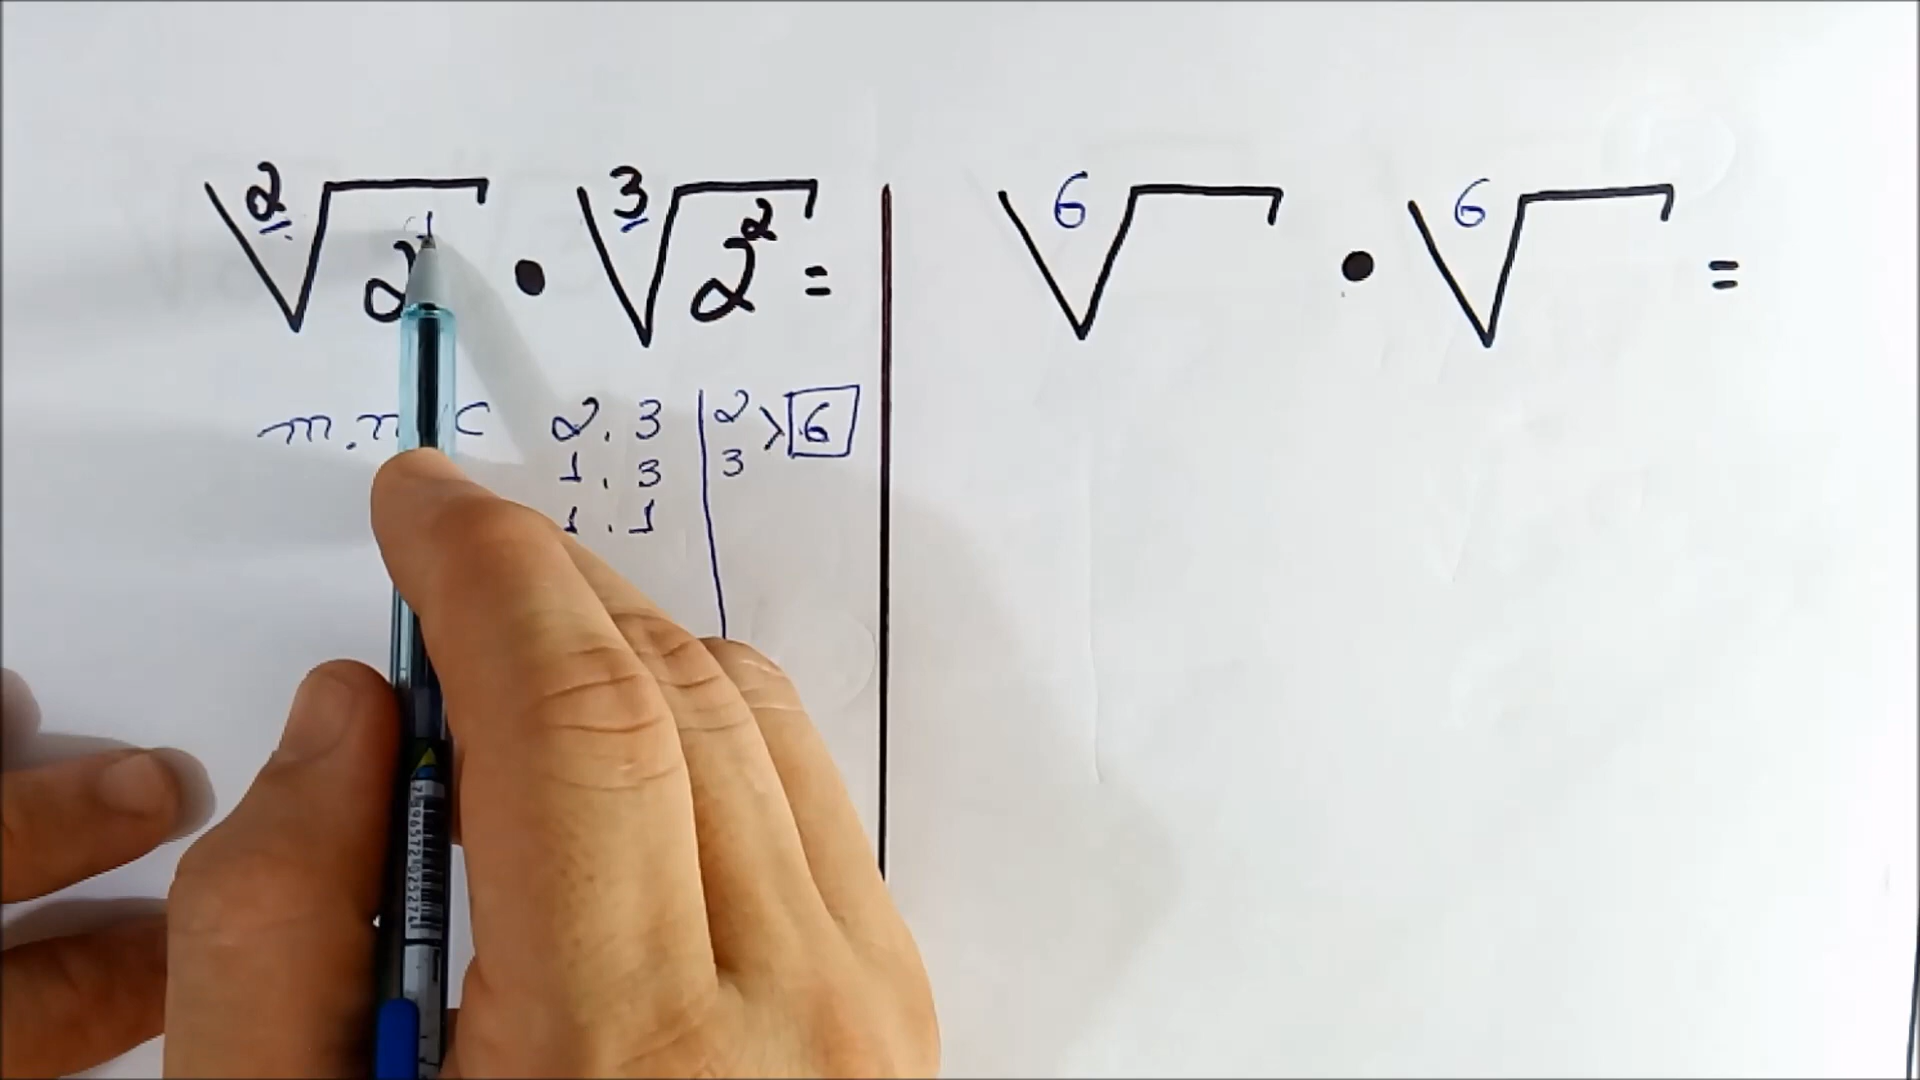 ²√2¹ • ³√2² = ⁶√ • ⁶√ =
m.m C 2. 3 | 2 > 6
1. 3 | 3
1. 1